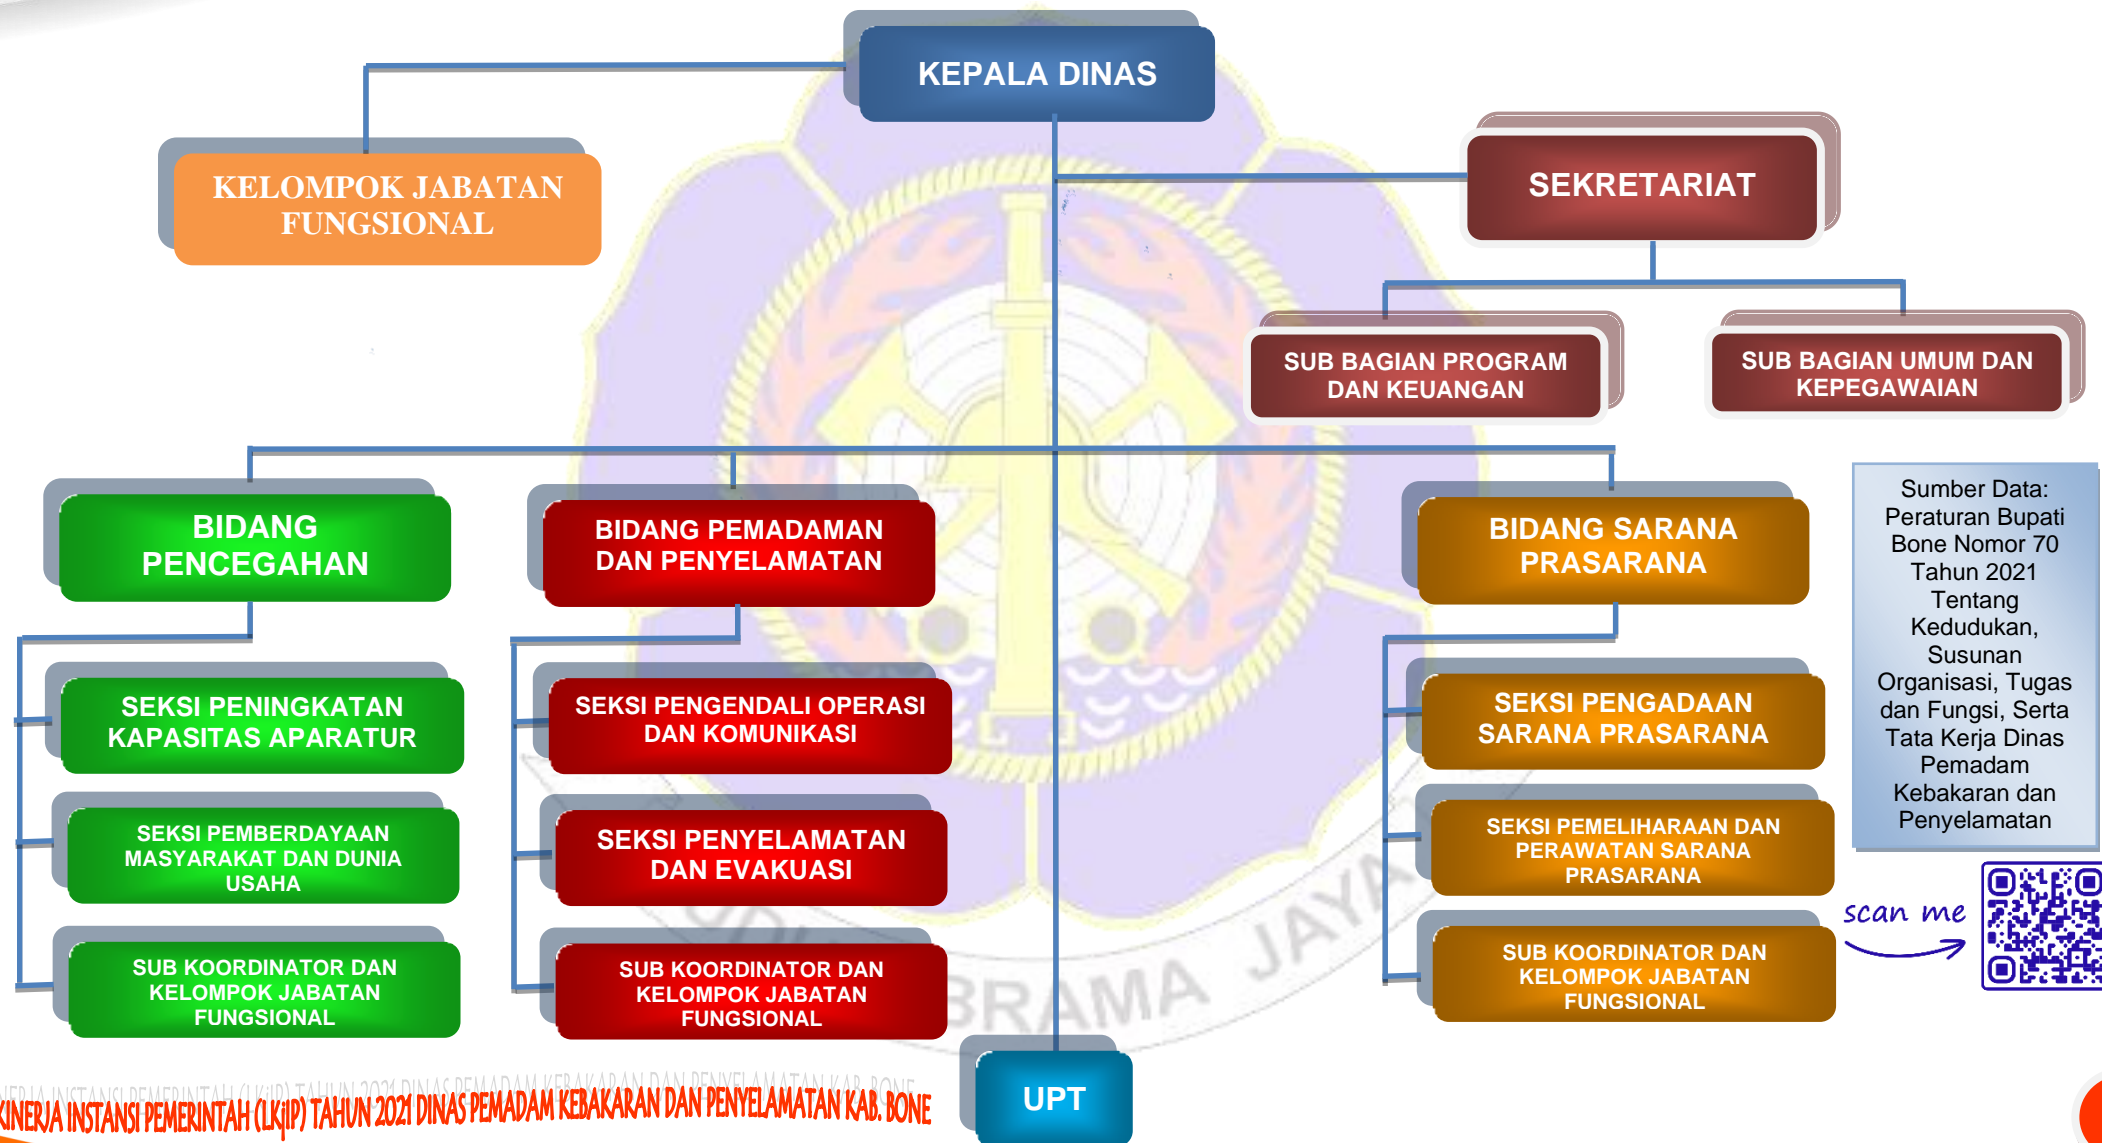 KEPALA DINAS
KELOMPOK JABATAN
FUNGSIONAL
SEKRETARIAT
SUB BAGIAN PROGRAM
DAN KEUANGAN
SUB BAGIAN UMUM DAN
KEPEGAWAIAN
BIDANG
PENCEGAHAN
BIDANG PEMADAMAN
DAN PENYELAMATAN
BIDANG SARANA
PRASARANA
Sumber Data:
Peraturan Bupati
Bone Nomor 70
Tahun 2021
Tentang
Kedudukan,
Susunan
Organisasi, Tugas
dan Fungsi, Serta
Tata Kerja Dinas
Pemadam
Kebakaran dan
Penyelamatan
SEKSI PENINGKATAN
KAPASITAS APARATUR
SEKSI PENGENDALI OPERASI
DAN KOMUNIKASI
SEKSI PENGADAAN
SARANA PRASARANA
SEKSI PEMBERDAYAAN
MASYARAKAT DAN DUNIA
USAHA
SEKSI PENYELAMATAN
DAN EVAKUASI
SEKSI PEMELIHARAAN DAN
PERAWATAN SARANA
PRASARANA
scan me
SUB KOORDINATOR DAN
KELOMPOK JABATAN
FUNGSIONAL
SUB KOORDINATOR DAN
KELOMPOK JABATAN
FUNGSIONAL
SUB KOORDINATOR DAN
KELOMPOK JABATAN
FUNGSIONAL
BRAMA JAYA
UPT
KINERJA INSTANSI PEMERINTAH (LKjIP) TAHUN 2021 DINAS PEMADAM KEBAKARAN DAN PENYELAMATAN KAB. BONE